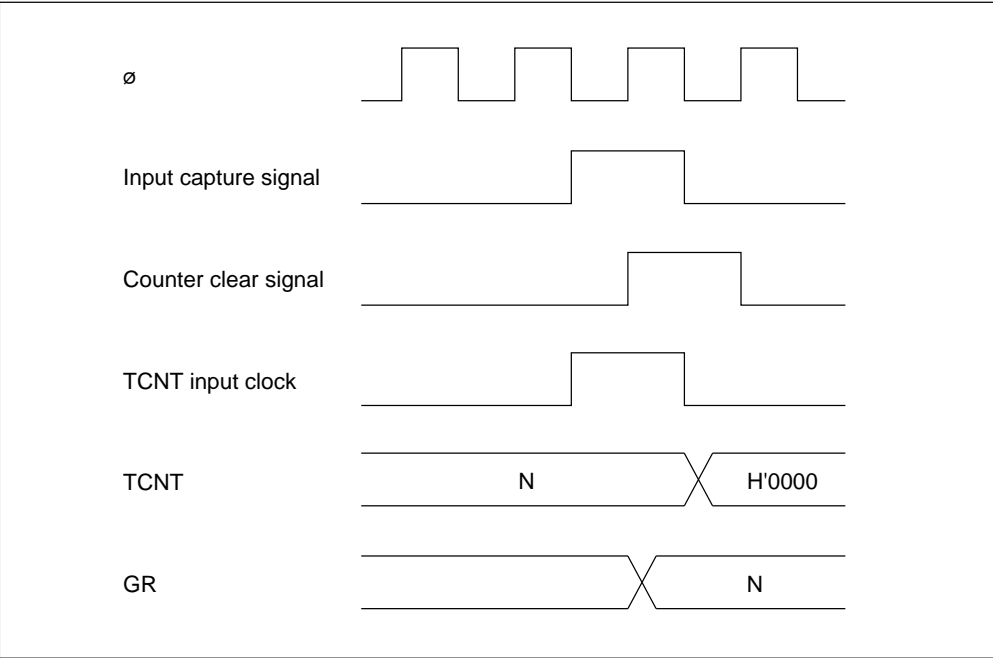 ø
Input capture signal
Counter clear signal
TCNT input clock
TCNT N H'0000
GR N